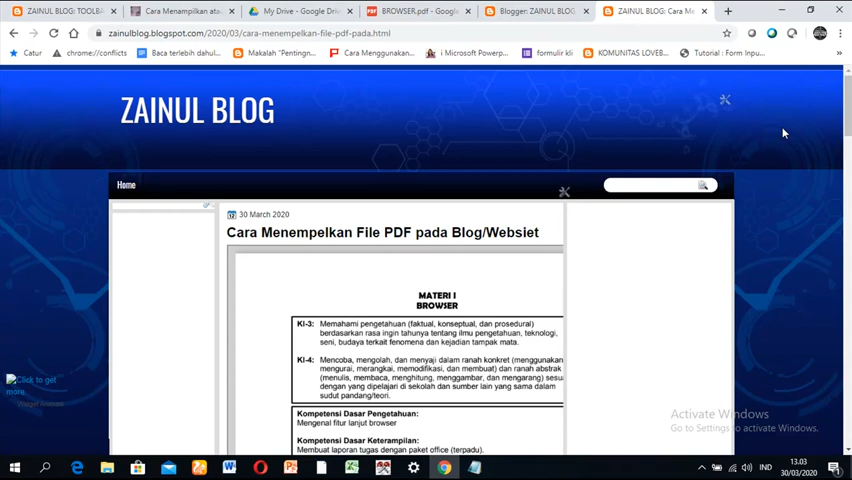 ZAINUL BLOG: TOOLBA
Cara Menampilkan ata
My Drive - Google Driv
BROWSER.pdf - Google
Blogger: ZAINUL BLOG
ZAINUL BLOG: Cara Me
zainulblog.blogspot.com/2020/03/cara-menempelkan-file-pdf-pada.html
Catur
chrome://conflicts
Baca terlebih dahul...
Makalah "Pentingn...
Cara Menggunakan...
i Microsoft Powerp...
formulir kli
KOMUNITAS LOVEB...
Tutorial : Form Inpu...
ZAINUL BLOG
Home
30 March 2020
Cara Menempelkan File PDF pada Blog/Websiet
MATERI I
BROWSER
KI-3: Memahami pengetahuan (faktual, konseptual, dan prosedural)
berdasarkan rasa ingin tahunya tentang ilmu pengetahuan, teknologi,
seni, budaya terkait fenomena dan kejadian tampak mata.
KI-4: Mencoba, mengolah, dan menyaji dalam ranah konkret (menggunakan
mengurai, merangkai, memodifikasi, dan membuat) dan ranah abstrak
(menulis, membaca, menghitung, menggambar, dan mengarang) sesu
dengan yang dipelajari di sekolah dan sumber lain yang sama dalam
sudut pandang/teori.
Kompetensi Dasar Pengetahuan:
Mengenal fitur lanjut browser
Kompetensi Dasar Keterampilan:
Membuat laporan tugas dengan paket office (terpadu).
Click to get
more
Widget Animasi
Activate Windows
Go to Settings to activate Windows.
IND
13.03
30/03/2020